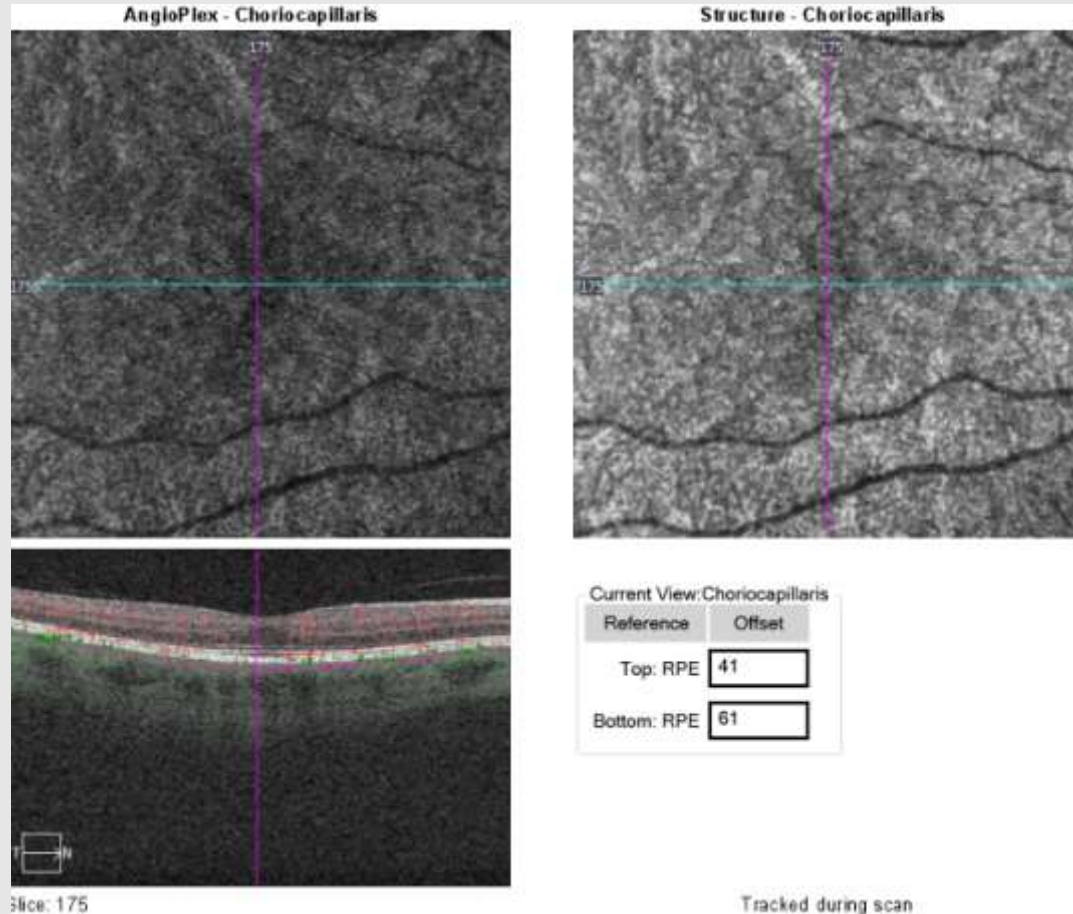 AngioPlex - Choriocapillaris
Structure - Choriocapillaris
175
175
175
175
Current View:Choriocapillaris
Reference Offset
Top: RPE 41
Bottom: RPE 61
T N
Slice: 175
Tracked during scan